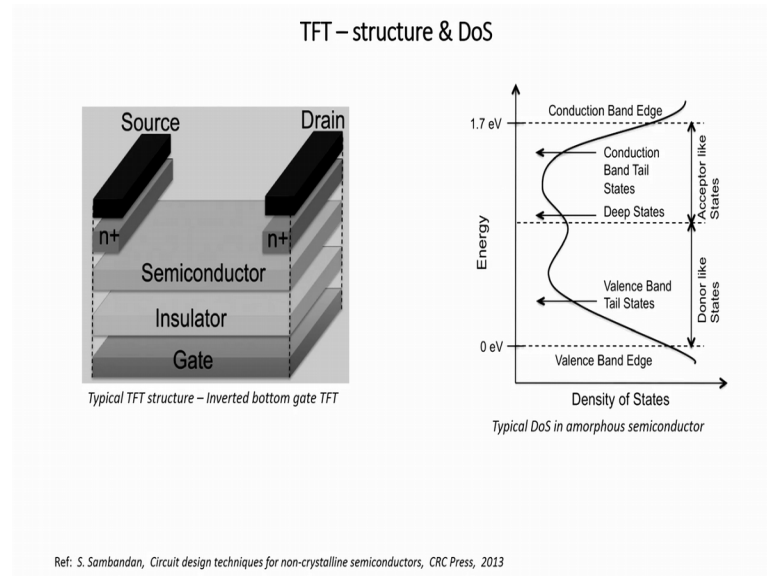 TFT – structure & DoS
Source
Drain
n+
n+
Semiconductor
Insulator
Gate
Typical TFT structure – Inverted bottom gate TFT
Conduction Band Edge
1.7 eV
Conduction
Band Tail
States
Deep States
Acceptor like
States
Energy
Valence Band
Tail States
Donor like
States
0 eV
Valence Band Edge
Density of States
Typical DoS in amorphous semiconductor
Ref: S. Sambandan, Circuit design techniques for non-crystalline semiconductors, CRC Press, 2013